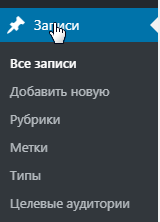 Записи
Все записи
Добавить новую
Рубрики
Метки
Типы
Целевые аудитории